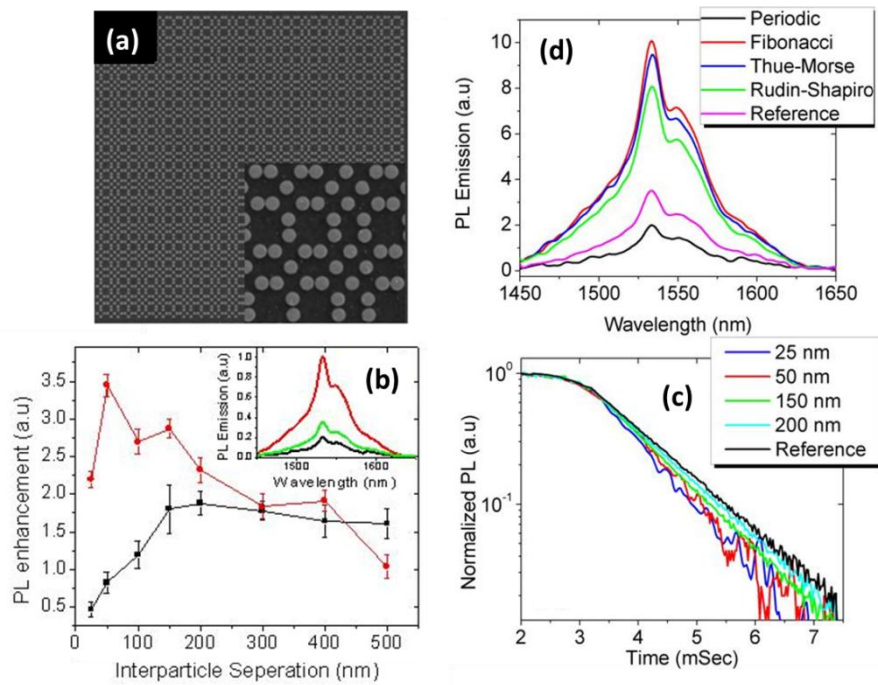 (a)
(d)
Periodic
Fibonacci
Thue-Morse
Rudin-Shapiro
Reference
PL Emission (a.u)
10
8
6
4
2
0
1450
1500
1550
1600
1650
Wavelength (nm)
(b)
PL enhancement (a.u)
3.5
3.0
2.5
2.0
1.5
1.0
0.5
0
100
200
300
400
500
Interparticle Seperation (nm)
PL Emission (a.u)
1.0
0.8
0.6
0.4
0.2
0.0
1500
1600
Wavelength (nm)
(c)
25 nm
50 nm
150 nm
200 nm
Reference
Normalized PL (a.u)
10⁰
10⁻¹
2
3
4
5
6
7
Time (mSec)